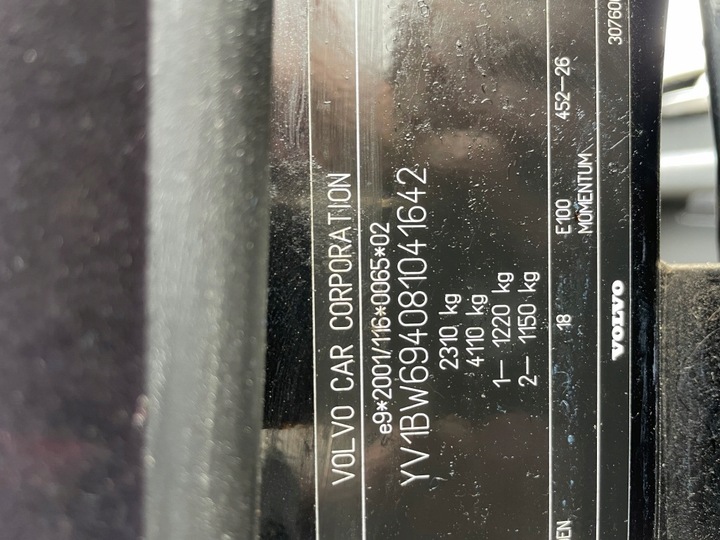 VOLVO CAR CORPORATION
e9*2001/116*0065*02
YV1BW694081041642
2310 kg
4110 kg
1– 1220 kg
2– 1150 kg
18 E100 452–26
MOMENTUM
VOLVO